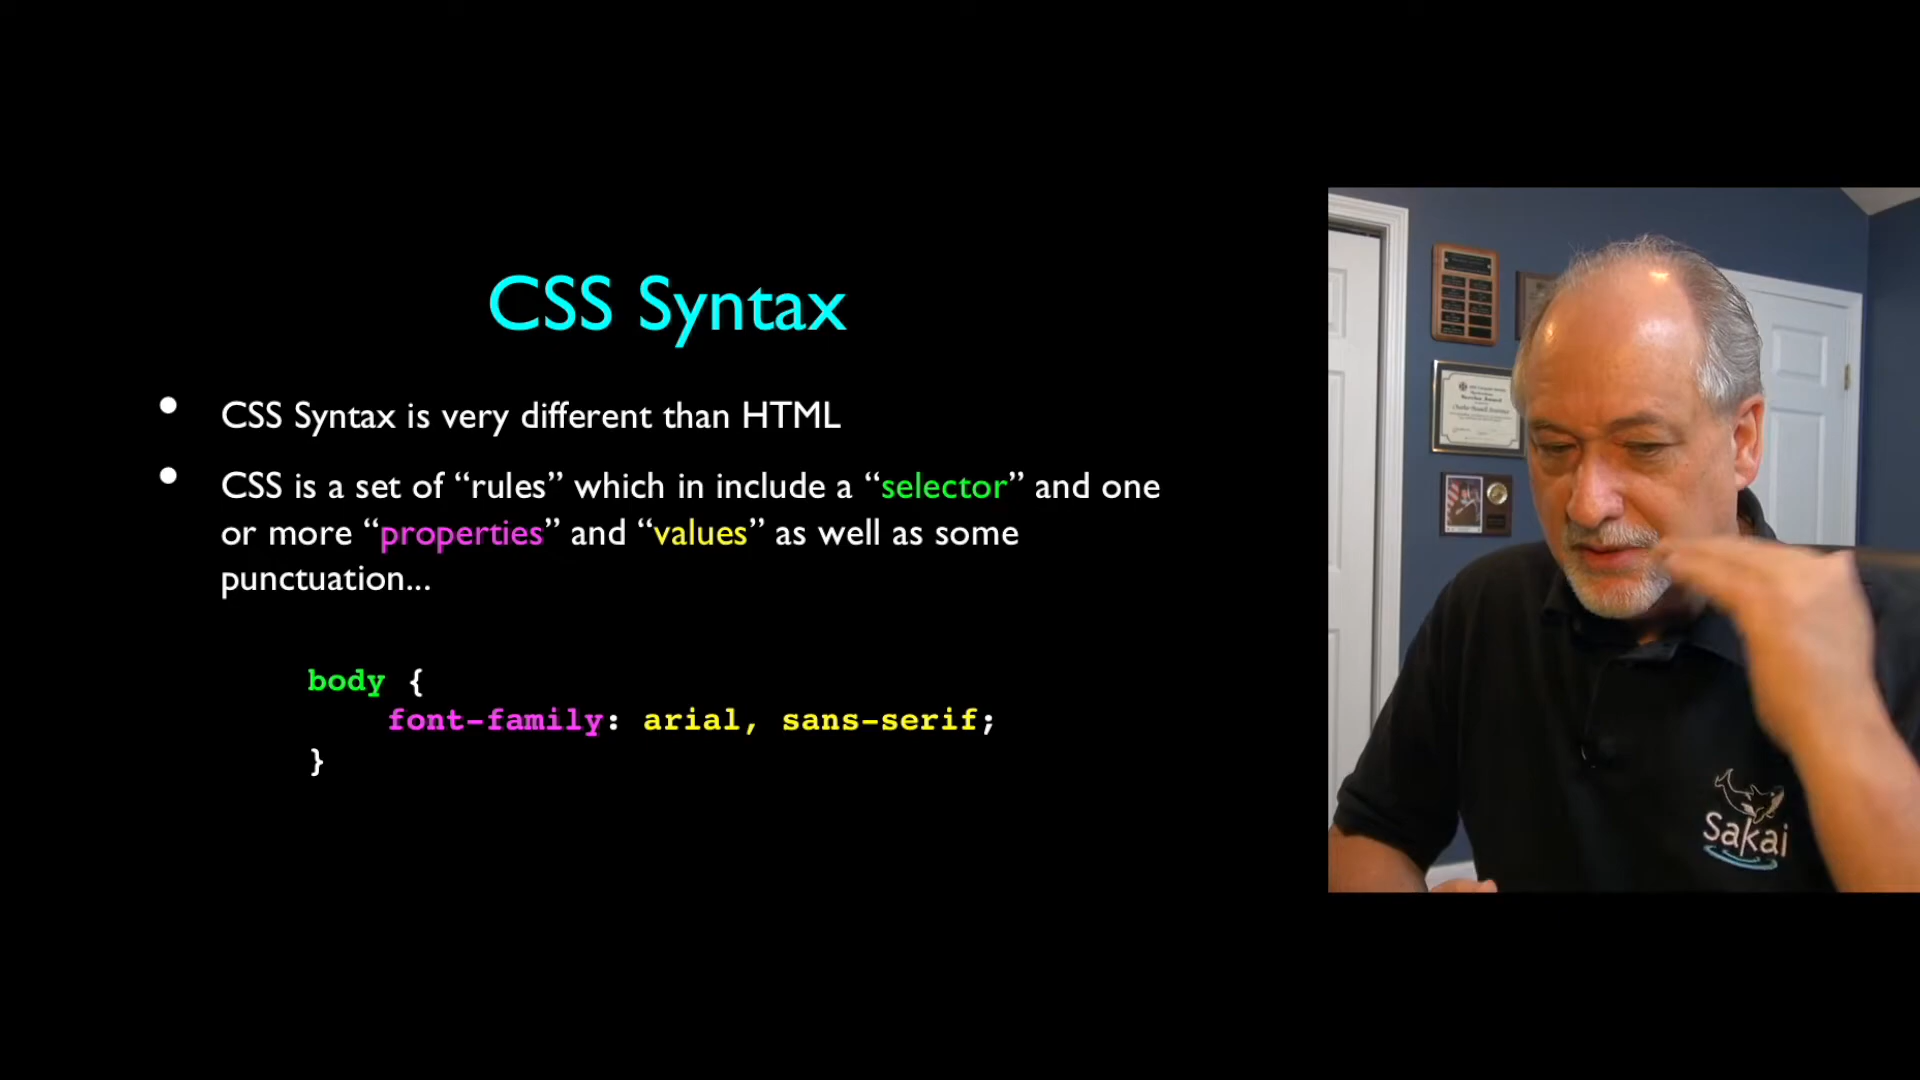 CSS Syntax
• CSS Syntax is very different than HTML
• CSS is a set of “rules” which in include a “selector” and one
or more “properties” and “values” as well as some
punctuation...
body {
font-family: arial, sans-serif;
}
Sakai